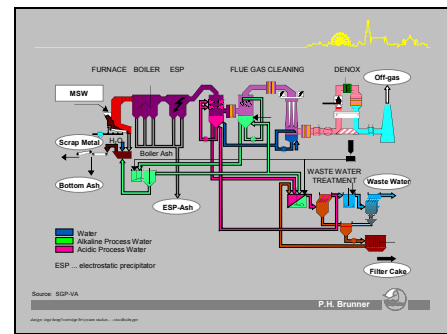 FURNACE BOILER ESP FLUE GAS CLEANING DENOX
Off-gas
MSW
Scrap Metal
Boiler Ash
Bottom Ash
ESP-Ash
WASTE WATER
TREATMENT
Waste Water
Water
Alkaline Process Water
Acidic Process Water
ESP ... electrostatic precipitator
Filter Cake
Source: SGP-VA
P.H. Brunner